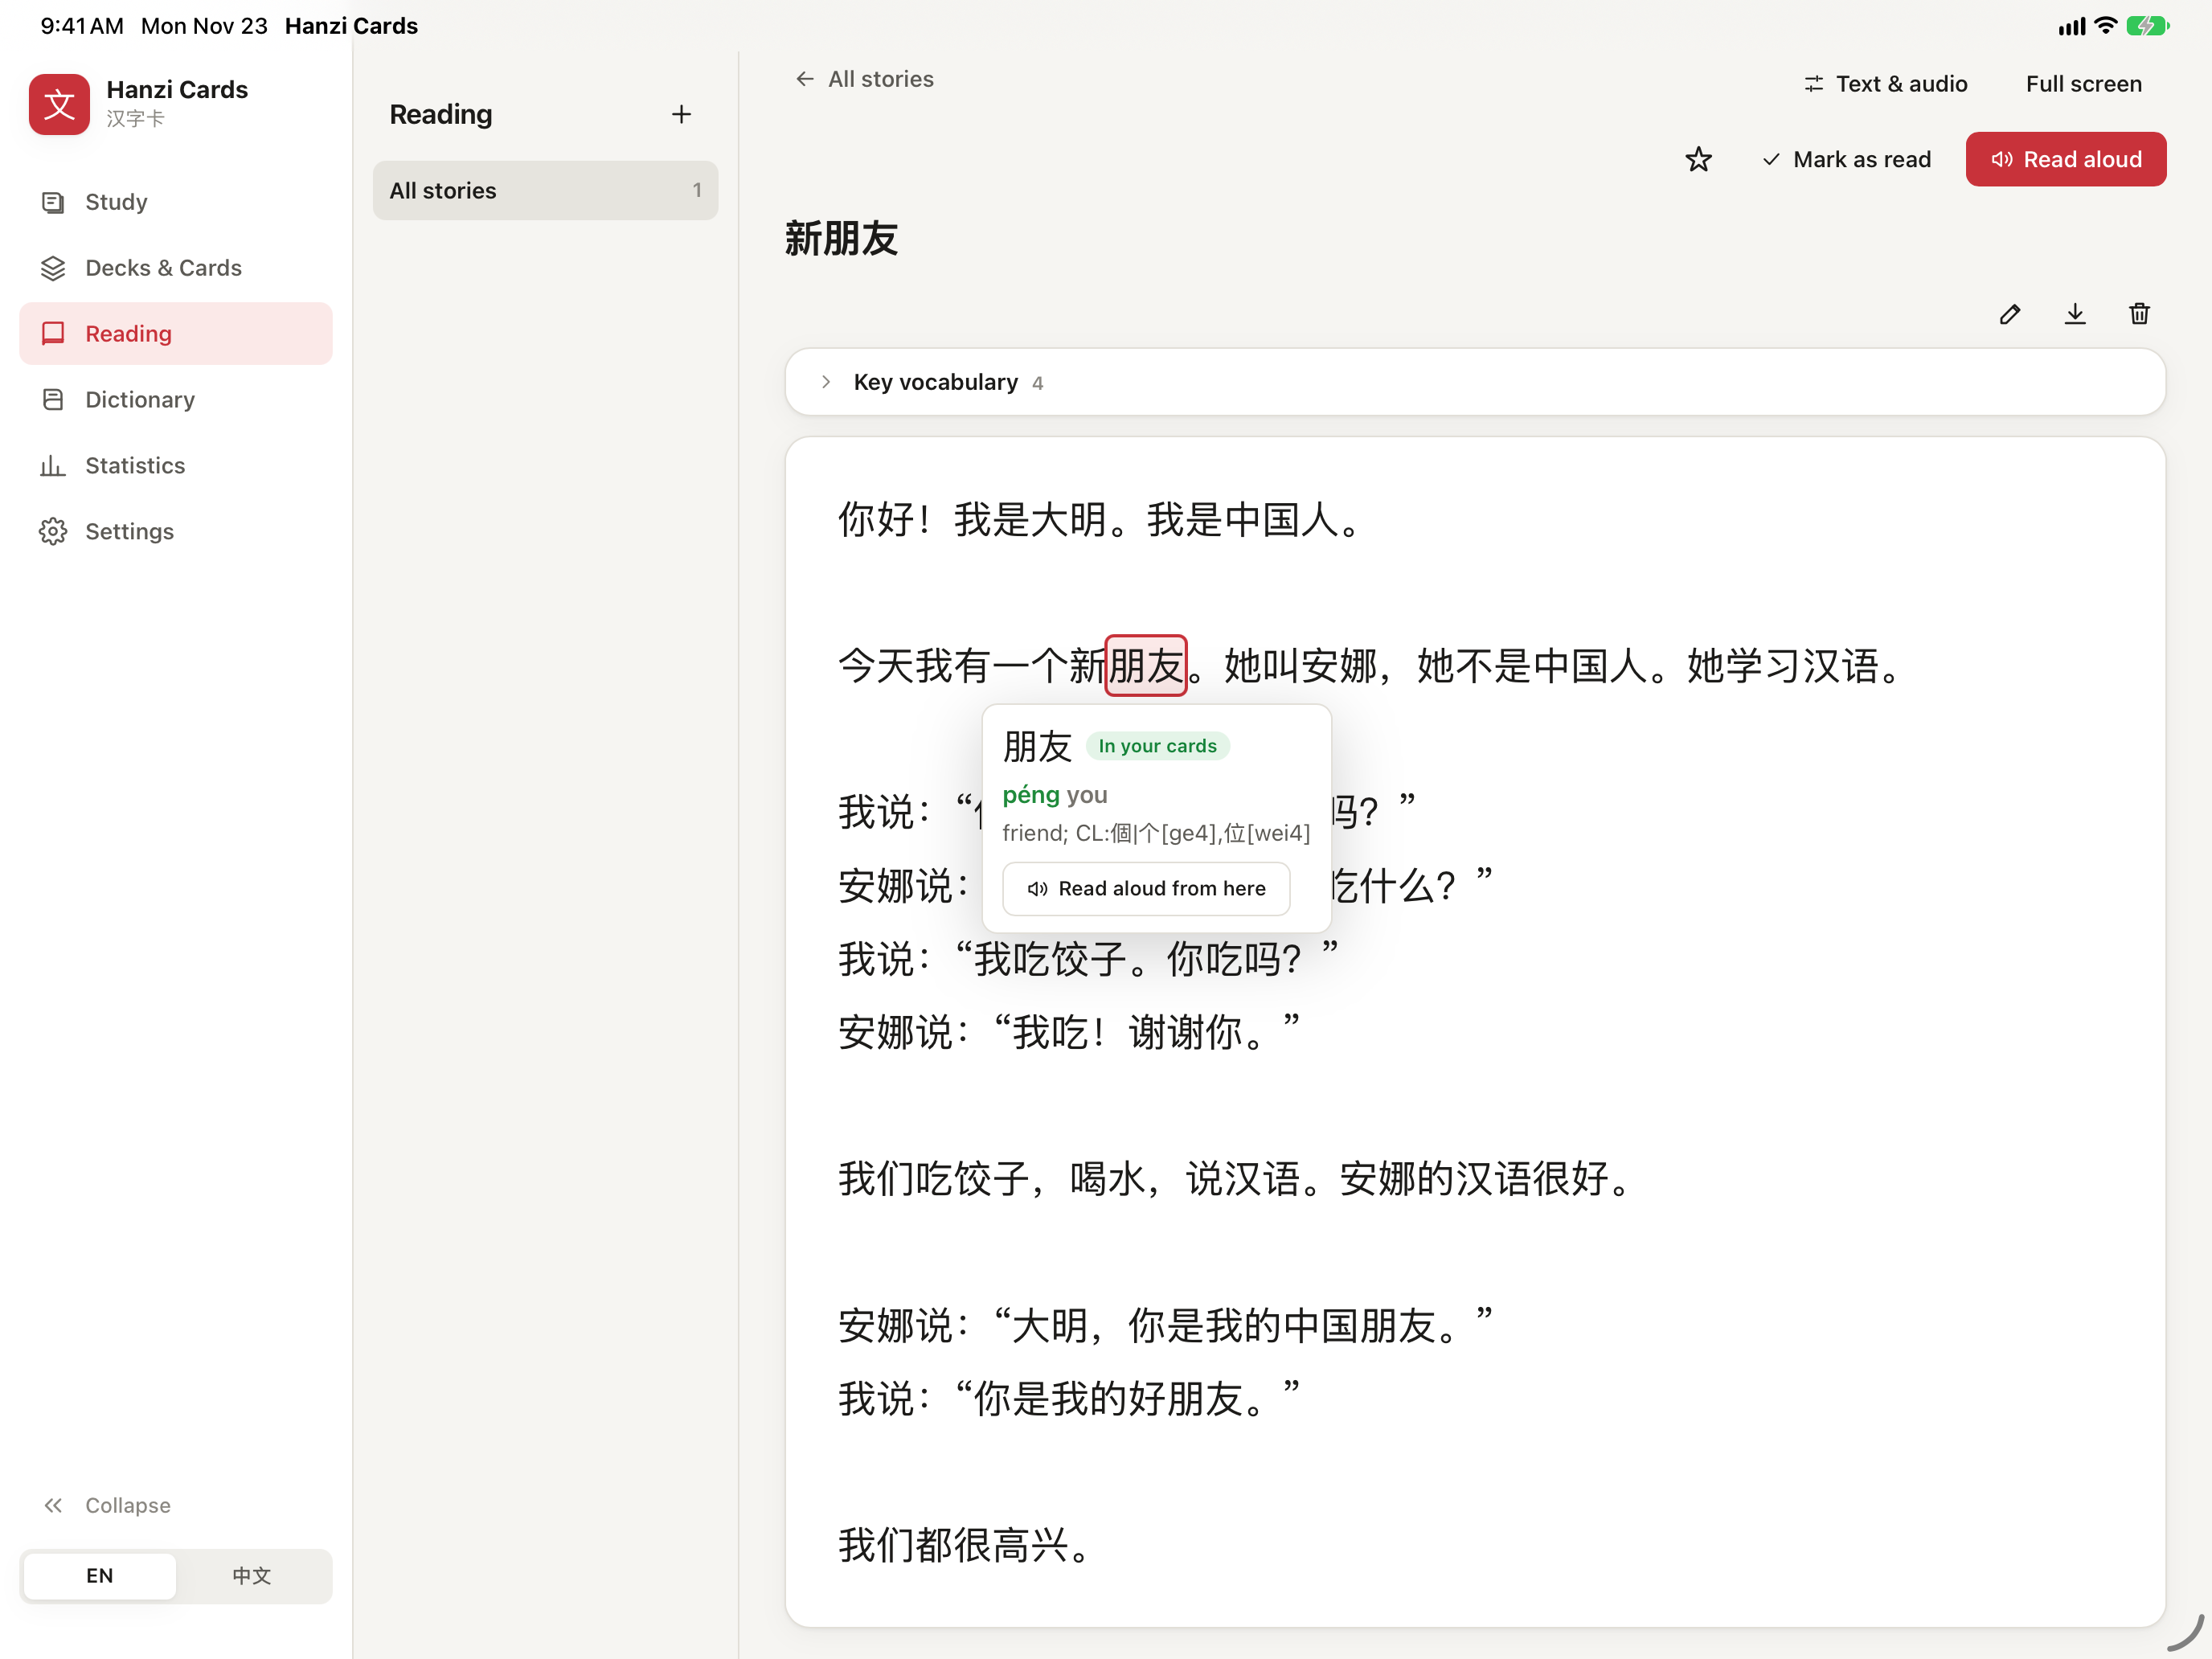 9:41 AM Mon Nov 23 Hanzi Cards
文
Hanzi Cards
汉字卡
Study
Decks & Cards
Reading
Dictionary
Statistics
Settings
Collapse
EN
中文
Reading
All stories 1
All stories
Text & audio
Full screen
Mark as read
Read aloud
新朋友
Key vocabulary 4
你好！我是大明。我是中国人。
今天我有一个新朋友。她叫安娜，她不是中国人。她学习汉语。
朋友 In your cards
péng you
friend; CL:個|个[ge4],位[wei4]
Read aloud from here
我说：“ 吗？”
安娜说： 吃什么？”
我说：“我吃饺子。你吃吗？”
安娜说：“我吃！谢谢你。”
我们吃饺子，喝水，说汉语。安娜的汉语很好。
安娜说：“大明，你是我的中国朋友。”
我说：“你是我的好朋友。”
我们都很高兴。